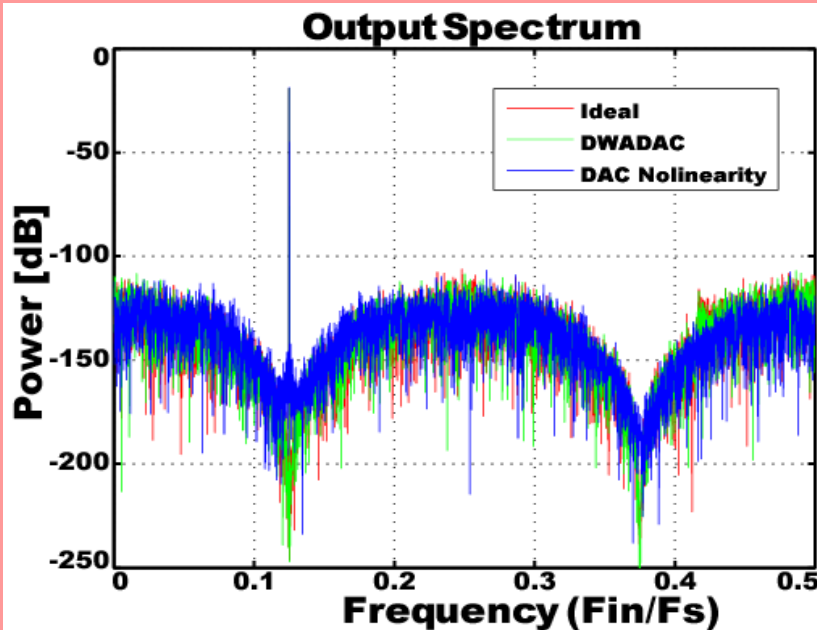 Output Spectrum
0
-50
-100
-150
-200
-250
Power [dB]
Ideal
DWADAC
DAC Nolinearity
0 0.1 0.2 0.3 0.4 0.5
Frequency (Fin/Fs)